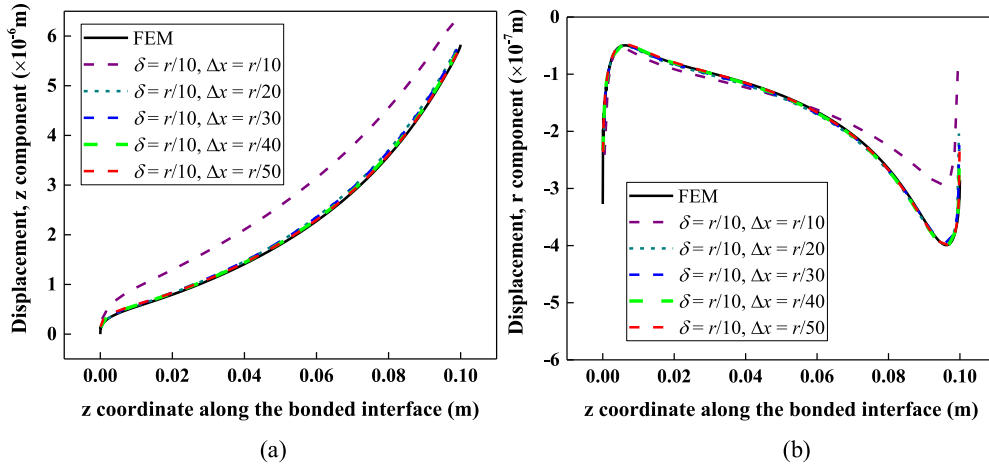 Displacement, z component (×10⁻⁶m)
6
5
4
3
2
1
0
FEM
δ = r/10, Δx = r/10
δ = r/10, Δx = r/20
δ = r/10, Δx = r/30
δ = r/10, Δx = r/40
δ = r/10, Δx = r/50
0.00 0.02 0.04 0.06 0.08 0.10
z coordinate along the bonded interface (m)
(a)
Displacement, r component (×10⁻⁷m)
0
-1
-2
-3
-4
-5
-6
FEM
δ = r/10, Δx = r/10
δ = r/10, Δx = r/20
δ = r/10, Δx = r/30
δ = r/10, Δx = r/40
δ = r/10, Δx = r/50
0.00 0.02 0.04 0.06 0.08 0.10
z coordinate along the bonded interface (m)
(b)